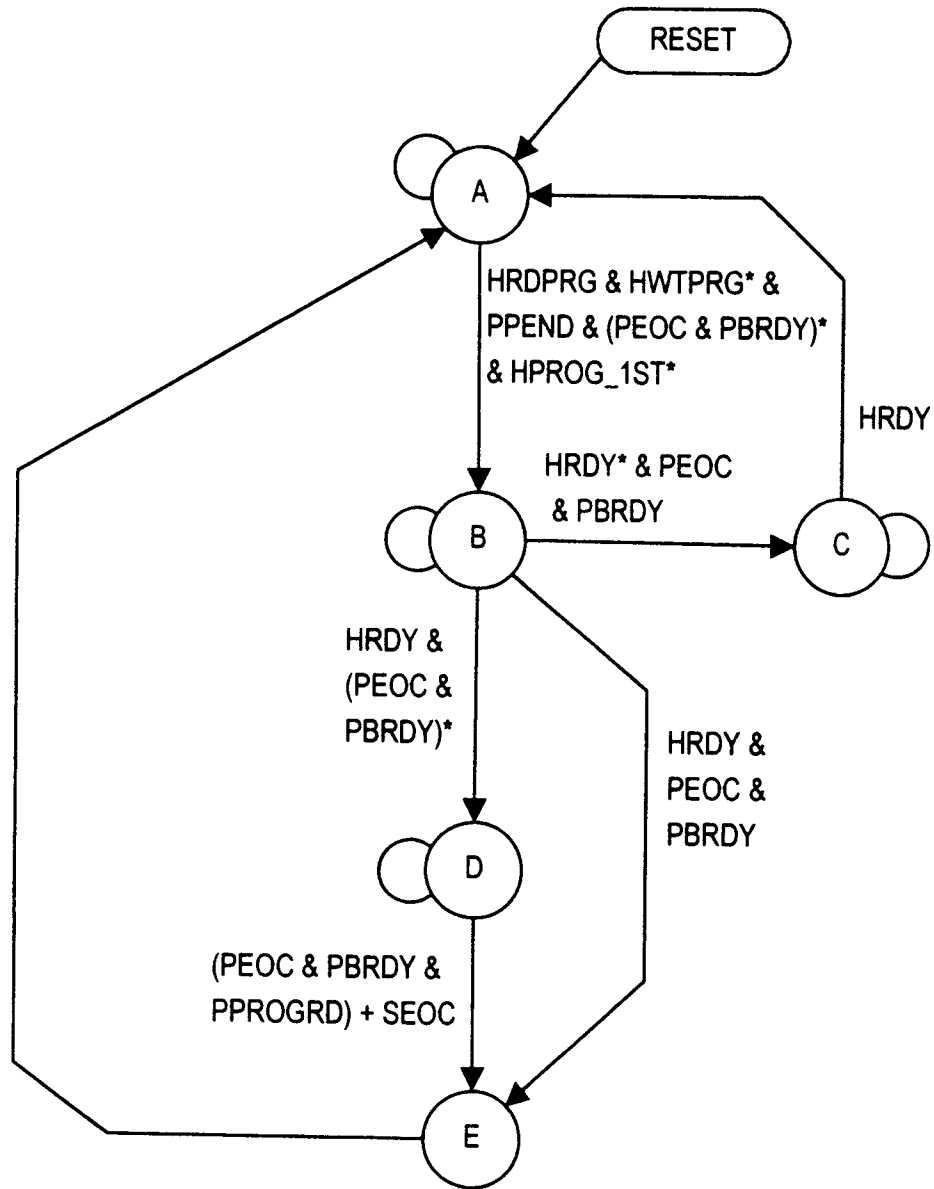 RESET
A
HRDPRG & HWTPRG* &
PPEND & (PEOC & PBRDY)*
& HPROG_1ST*
HRDY
HRDY* & PEOC
& PBRDY
B
C
HRDY &
(PEOC &
PBRDY)*
HRDY &
PEOC &
PBRDY
D
(PEOC & PBRDY &
PPROGRD) + SEOC
E